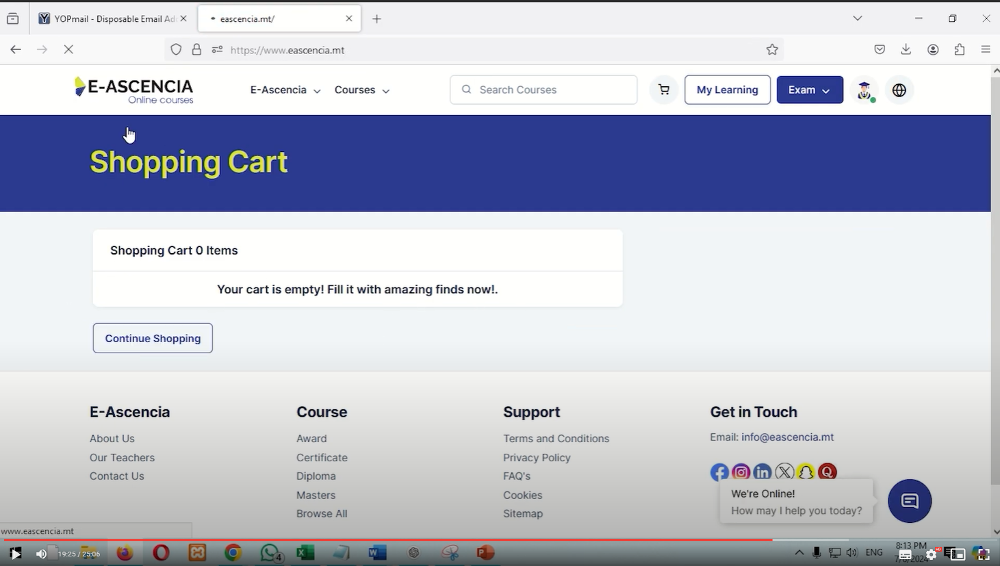 YOPmail - Disposable Email Ad
eascencia.mt/
https://www.eascencia.mt
E-ASCENCIA
Online courses
E-Ascencia
Courses
Search Courses
My Learning
Exam
Shopping Cart
Shopping Cart 0 Items
Your cart is empty! Fill it with amazing finds now!.
Continue Shopping
E-Ascencia
About Us
Our Teachers
Contact Us
Course
Award
Certificate
Diploma
Masters
Browse All
Support
Terms and Conditions
Privacy Policy
FAQ's
Cookies
Sitemap
Get in Touch
Email: info@eascencia.mt
We're Online!
How may I help you today?
www.eascencia.mt
19:25 / 25:06
4
ENG
8:13 PM
HD